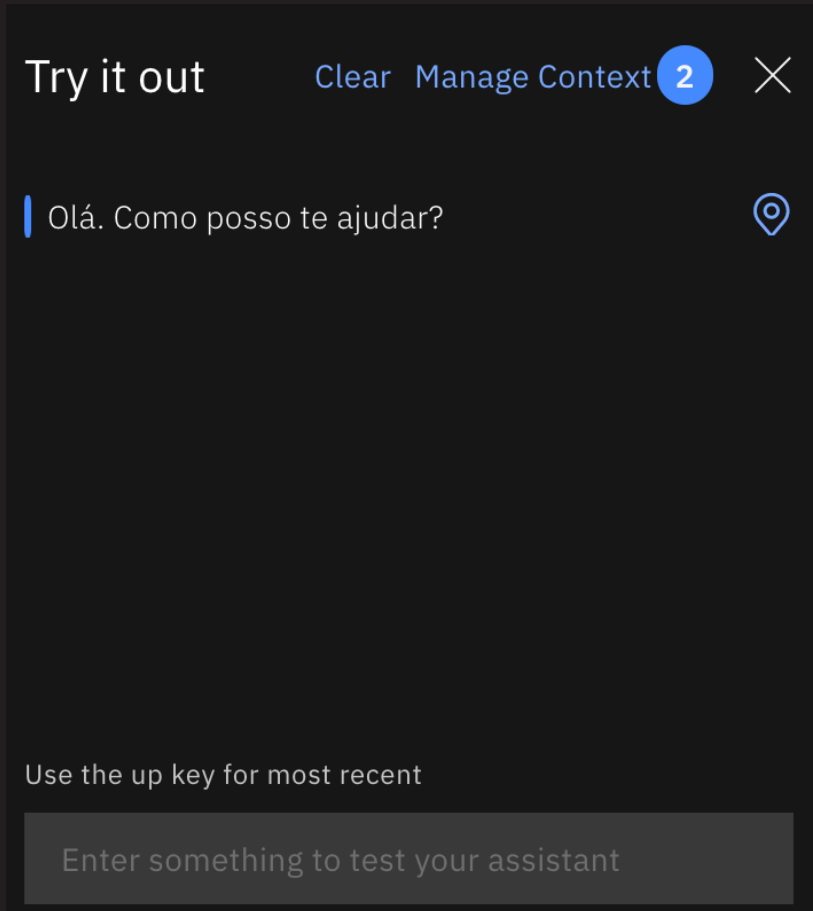 Try it out Clear Manage Context 2
Olá. Como posso te ajudar?
Use the up key for most recent
Enter something to test your assistant